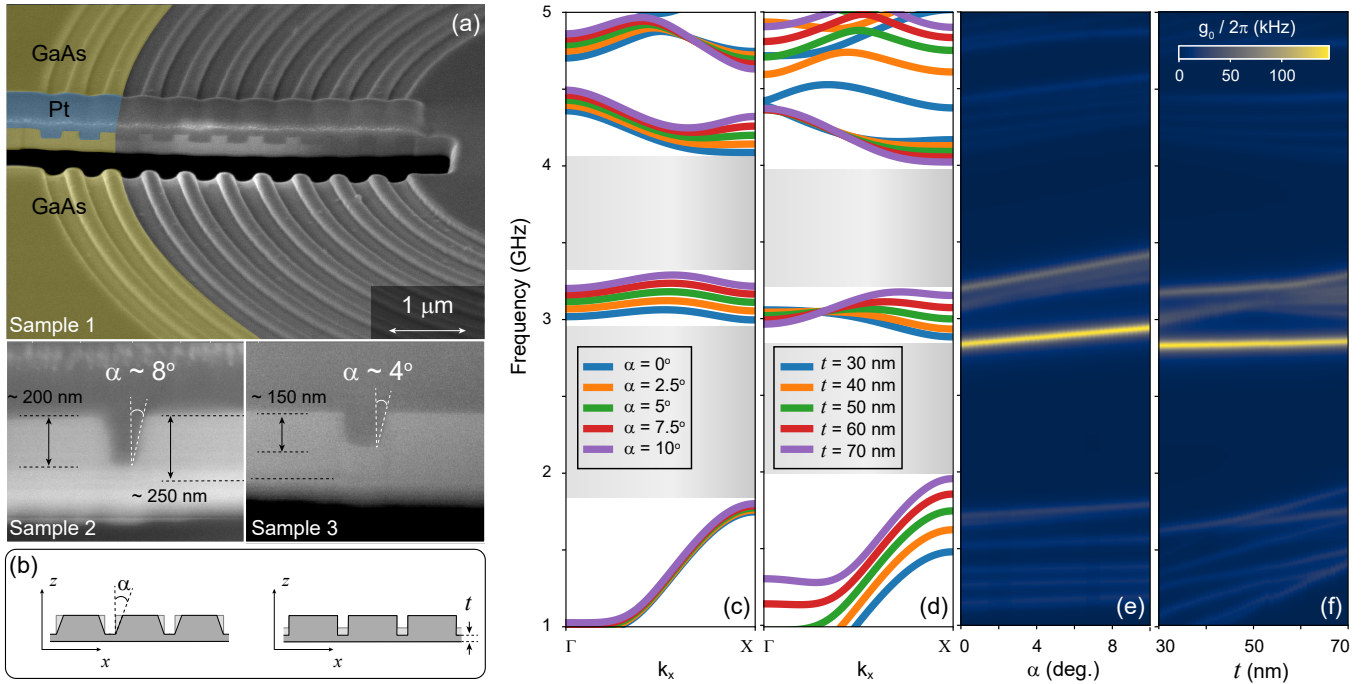 (a)
GaAs
Pt
GaAs
Sample 1
1 μm
α ~ 8°
~ 200 nm
~ 250 nm
Sample 2
α ~ 4°
~ 150 nm
Sample 3
(b)
z
α
x
z
t
x
Frequency (GHz)
5
4
3
2
1
α = 0°
α = 2.5°
α = 5°
α = 7.5°
α = 10°
(c)
Γ
X
kₓ
t = 30 nm
t = 40 nm
t = 50 nm
t = 60 nm
t = 70 nm
(d)
Γ
X
kₓ
(e)
0 4 8
α (deg.)
g₀ / 2π (kHz)
0 50 100
(f)
30 50 70
t (nm)